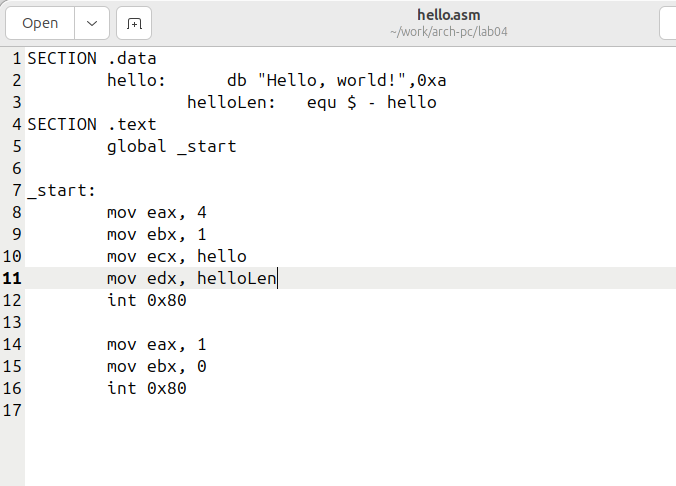 Open
hello.asm
~/work/arch-pc/lab04
1 SECTION .data
2         hello:      db "Hello, world!",0xa
3                 helloLen:   equ $ - hello
4 SECTION .text
5         global _start
6
7 _start:
8         mov eax, 4
9         mov ebx, 1
10         mov ecx, hello
11         mov edx, helloLen
12         int 0x80
13
14         mov eax, 1
15         mov ebx, 0
16         int 0x80
17